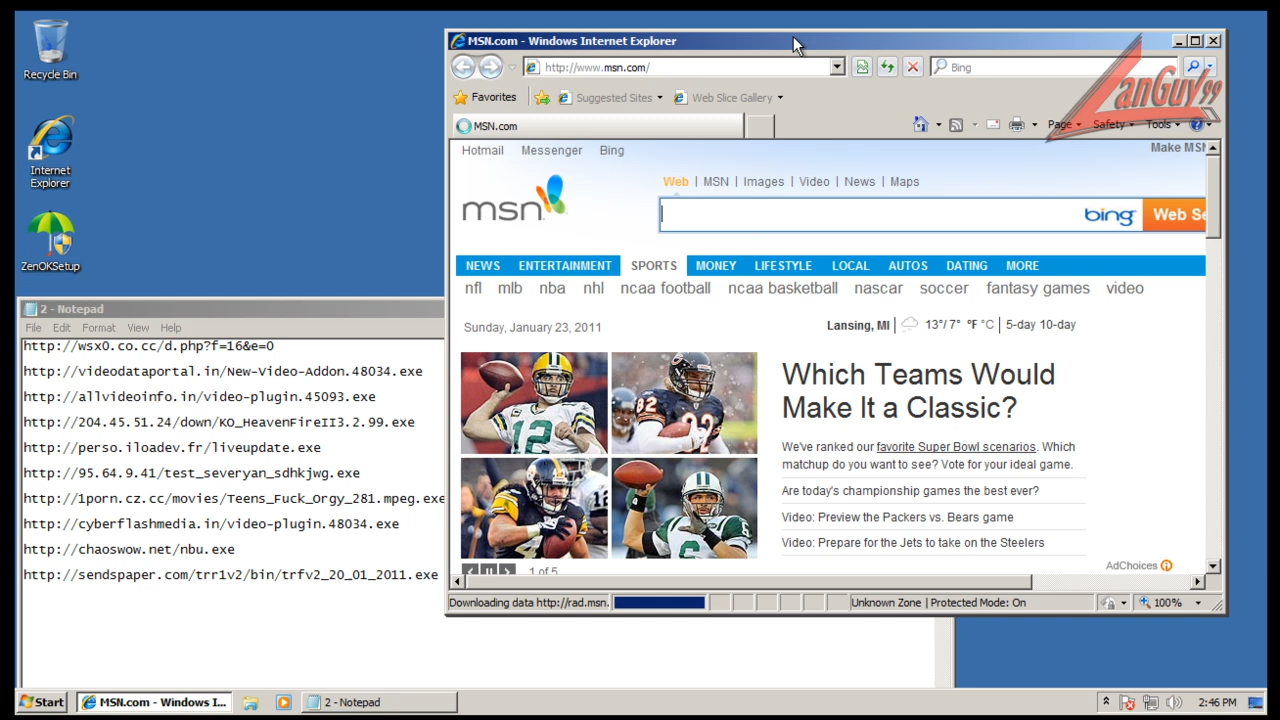 Recycle Bin
Internet
Explorer
ZenOKSetup
MSN.com - Windows Internet Explorer
http://www.msn.com/
Bing
Favorites
Suggested Sites
Web Slice Gallery
MSN.com
Page
Safety
Tools
LanGuy99
Hotmail Messenger Bing
Make MSN
msn
Web | MSN | Images | Video | News | Maps
bing
Web Se
NEWS ENTERTAINMENT SPORTS MONEY LIFESTYLE LOCAL AUTOS DATING MORE
nfl mlb nba nhl ncaa football ncaa basketball nascar soccer fantasy games video
Sunday, January 23, 2011
Lansing, MI | 13°/ 7° °F °C | 5-day 10-day
Which Teams Would
Make It a Classic?
We've ranked our favorite Super Bowl scenarios. Which
matchup do you want to see? Vote for your ideal game.
Are today's championship games the best ever?
Video: Preview the Packers vs. Bears game
Video: Prepare for the Jets to take on the Steelers
AdChoices
12
82
12
6
1 of 5
Downloading data http://rad.msn.
Unknown Zone | Protected Mode: On
100%
2 - Notepad
File Edit Format View Help
http://wsx0.co.cc/d.php?f=16&e=0
http://videodataportal.in/New-Video-Addon.48034.exe
http://allvideoinfo.in/video-plugin.45093.exe
http://204.45.51.24/down/KO_HeavenFireII3.2.99.exe
http://perso.iloadev.fr/liveupdate.exe
http://95.64.9.41/test_severyan_sdhkjwg.exe
http://1porn.cz.cc/movies/Teens_Fuck_Orgy_281.mpeg.exe
http://cyberflashmedia.in/video-plugin.48034.exe
http://chaoswow.net/nbu.exe
http://sendspaper.com/trr1v2/bin/trfv2_20_01_2011.exe
Start
MSN.com - Windows I...
2 - Notepad
2:46 PM